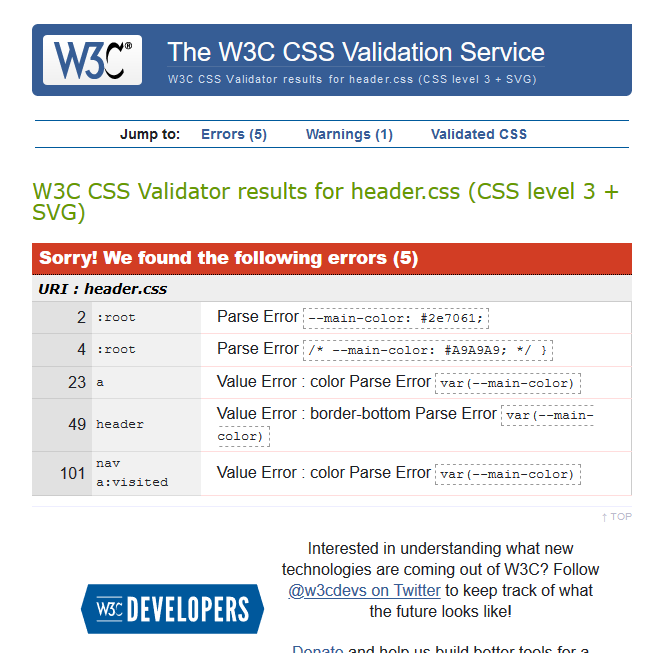 W3C®
The W3C CSS Validation Service
W3C CSS Validator results for header.css (CSS level 3 + SVG)
Jump to: Errors (5) Warnings (1) Validated CSS
W3C CSS Validator results for header.css (CSS level 3 +
SVG)
Sorry! We found the following errors (5)
URI : header.css
2 :root Parse Error --main-color: #2e7061;
4 :root Parse Error /* --main-color: #A9A9A9; */ }
23 a Value Error : color Parse Error var(--main-color)
49 header Value Error : border-bottom Parse Error var(--main-
color)
101 nav
a:visited Value Error : color Parse Error var(--main-color)
↑ TOP
Interested in understanding what new
technologies are coming out of W3C? Follow
@w3cdevs on Twitter to keep track of what
the future looks like!
W3C DEVELOPERS
Donate and help us build better tools for a